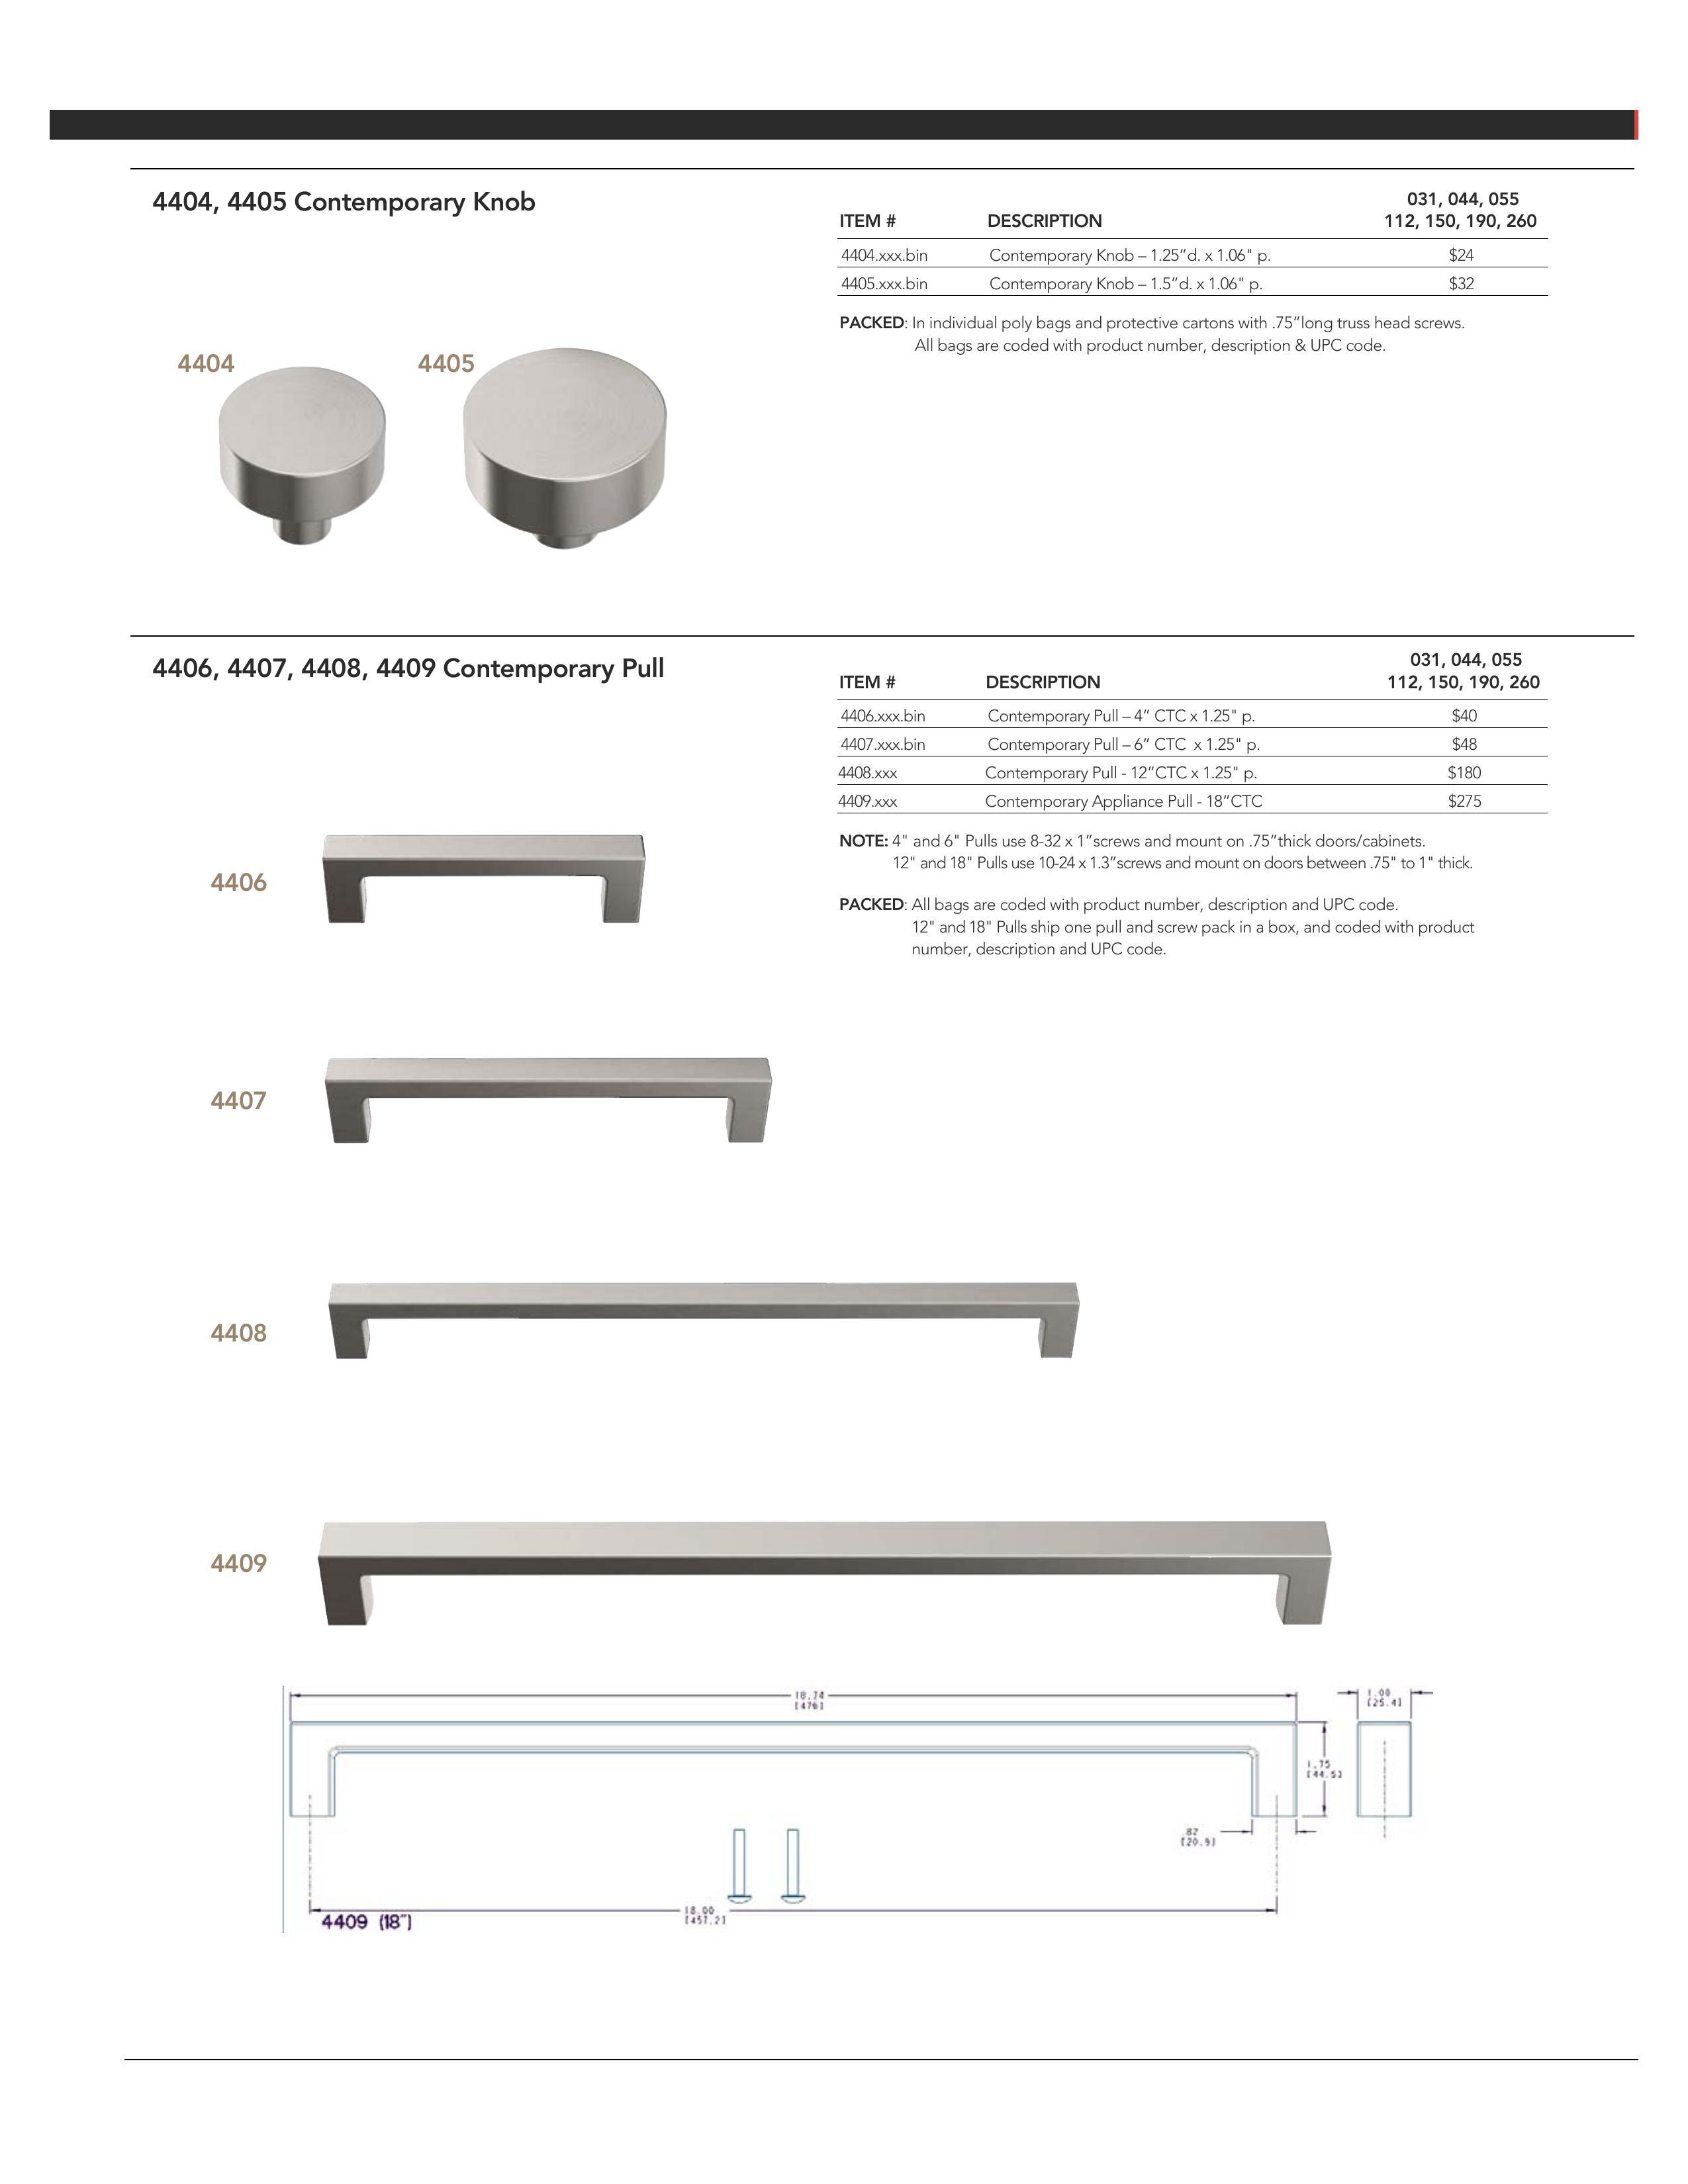 4404, 4405 Contemporary Knob
031, 044, 055
ITEM # DESCRIPTION 112, 150, 190, 260
4404.xxx.bin Contemporary Knob – 1.25”d. x 1.06" p. $24
4405.xxx.bin Contemporary Knob – 1.5”d. x 1.06" p. $32
PACKED: In individual poly bags and protective cartons with .75”long truss head screws.
All bags are coded with product number, description & UPC code.
4404 4405
4406, 4407, 4408, 4409 Contemporary Pull
031, 044, 055
ITEM # DESCRIPTION 112, 150, 190, 260
4406.xxx.bin Contemporary Pull – 4” CTC x 1.25" p. $40
4407.xxx.bin Contemporary Pull – 6” CTC x 1.25" p. $48
4408.xxx Contemporary Pull - 12”CTC x 1.25" p. $180
4409.xxx Contemporary Appliance Pull - 18”CTC $275
NOTE: 4" and 6" Pulls use 8-32 x 1”screws and mount on .75”thick doors/cabinets.
12" and 18" Pulls use 10-24 x 1.3”screws and mount on doors between .75" to 1" thick.
PACKED: All bags are coded with product number, description and UPC code.
12" and 18" Pulls ship one pull and screw pack in a box, and coded with product
number, description and UPC code.
4406
4407
4408
4409
18.74
[476]
1.00
[25.4]
1.75
[44.5]
.82
[20.9]
18.00
[457.2]
4409 (18")